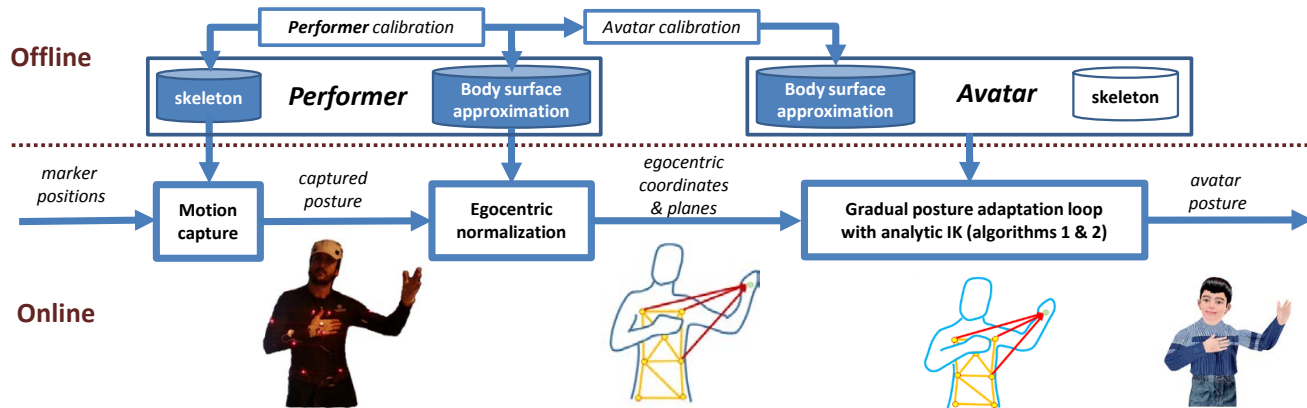 Performer calibration
Avatar calibration
Offline
skeleton
Performer
Body surface
approximation
Body surface
approximation
Avatar
skeleton
marker
positions
captured
posture
egocentric
coordinates
& planes
avatar
posture
Motion
capture
Egocentric
normalization
Gradual posture adaptation loop
with analytic IK (algorithms 1 & 2)
Online